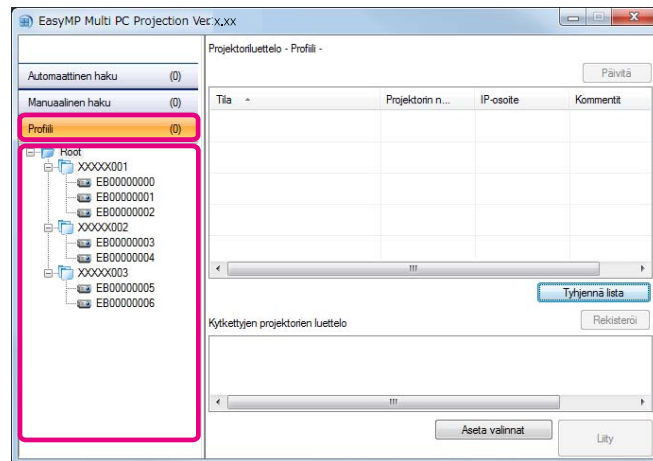 EasyMP Multi PC Projection Ver.x.xx
Projektoriluettelo - Profiili -
Automaattinen haku (0)
Päivitä
Manuaalinen haku (0)
Tila Projektorin n... IP-osoite Kommentit
Profiili (0)
Root
XXXXX001
EB00000000
EB00000001
EB00000002
XXXXX002
EB00000003
EB00000004
XXXXX003
EB00000005
EB00000006
Tyhjennä lista
Kytkettyjen projektorien luettelo
Rekisteröi
Aseta valinnat
Liity